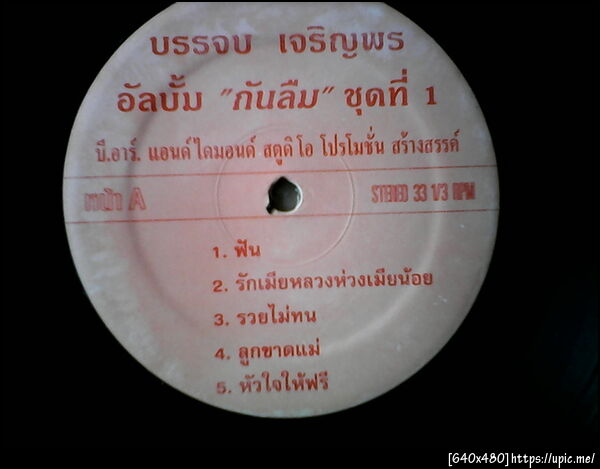 บรรจบ เจริญพร
อัลบั้ม "กันลืม" ชุดที่ 1
บี.อาร์. แอนด์ ไดมอนด์ สตูดิโอ โปรโมชั่น สร้างสรรค์
หน้า A STEREO 33 1/3 RPM
1. ฟัน
2. รักเมียหลวงห่วงเมียน้อย
3. รวยไม่ทน
4. ลูกขาดแม่
5. หัวใจให้ฟรี
[640x480]https://upic.me/